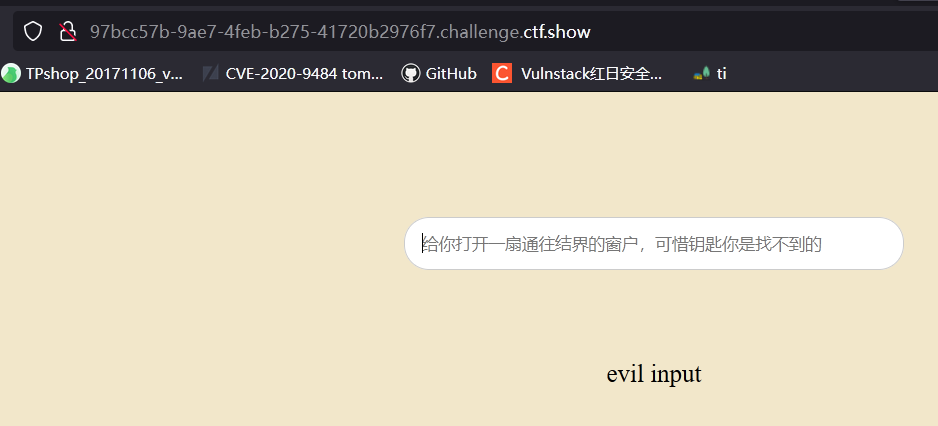 97bcc57b-9ae7-4feb-b275-41720b2976f7.challenge.ctf.show
TPshop_20171106_v... CVE-2020-9484 tom... GitHub Vulnstack红日安全... ti
给你打开一扇通往结界的窗户，可惜钥匙你是找不到的
evil input